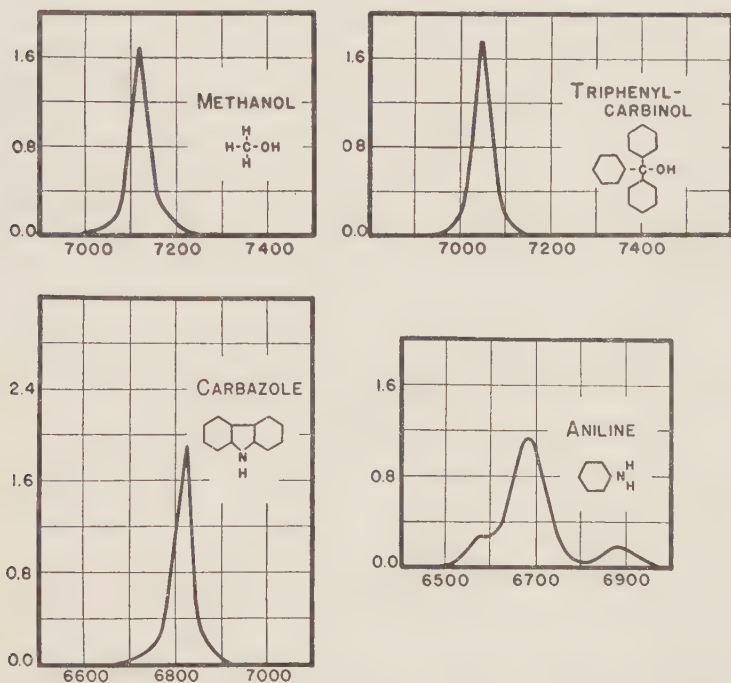 1.6
0.8
0.0
METHANOL
H
H-C-OH
H
7000 7200 7400
1.6
0.8
0.0
TRIPHENYL-
CARBINOL
-C-OH
7000 7200 7400
2.4
1.6
0.8
0.0
CARBAZOLE
N
H
6600 6800 7000
1.6
0.8
0.0
ANILINE
H
N
H
6500 6700 6900